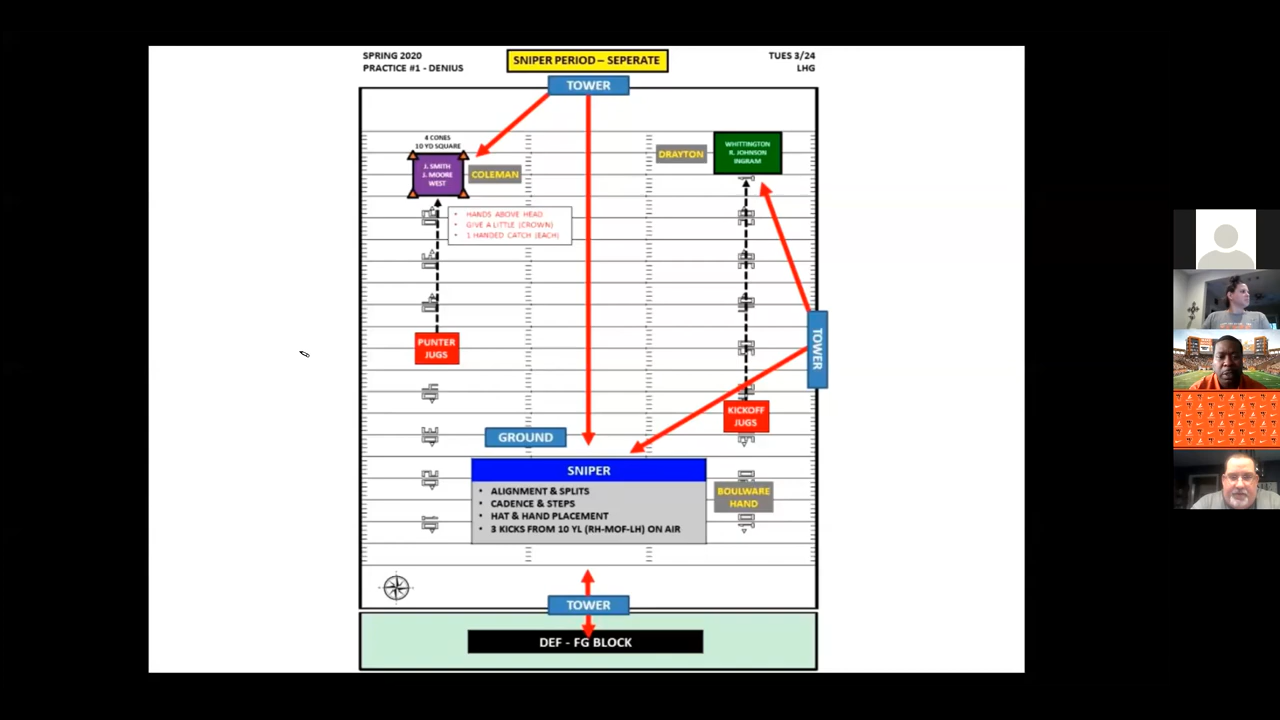 SPRING 2020
PRACTICE #1 - DENIUS
SNIPER PERIOD – SEPERATE
TUES 3/24
LHG
TOWER
4 CONES
10 YD SQUARE
J. SMITH
J. MOORE
WEST
COLEMAN
DRAYTON
WHITTINGTON
K. JOHNSON
INGRAM
• HANDS ABOVE HEAD
• GIVE A LITTLE (CROWN)
• 1 HANDED CATCH (EACH)
PUNTER
JUGS
TOWER
KICKOFF
JUGS
GROUND
SNIPER
• ALIGNMENT & SPLITS
• CADENCE & STEPS
• HAT & HAND PLACEMENT
• 3 KICKS FROM 10 YL (RH-MOF-LH) ON AIR
BOULWARE
HAND
TOWER
DEF - FG BLOCK